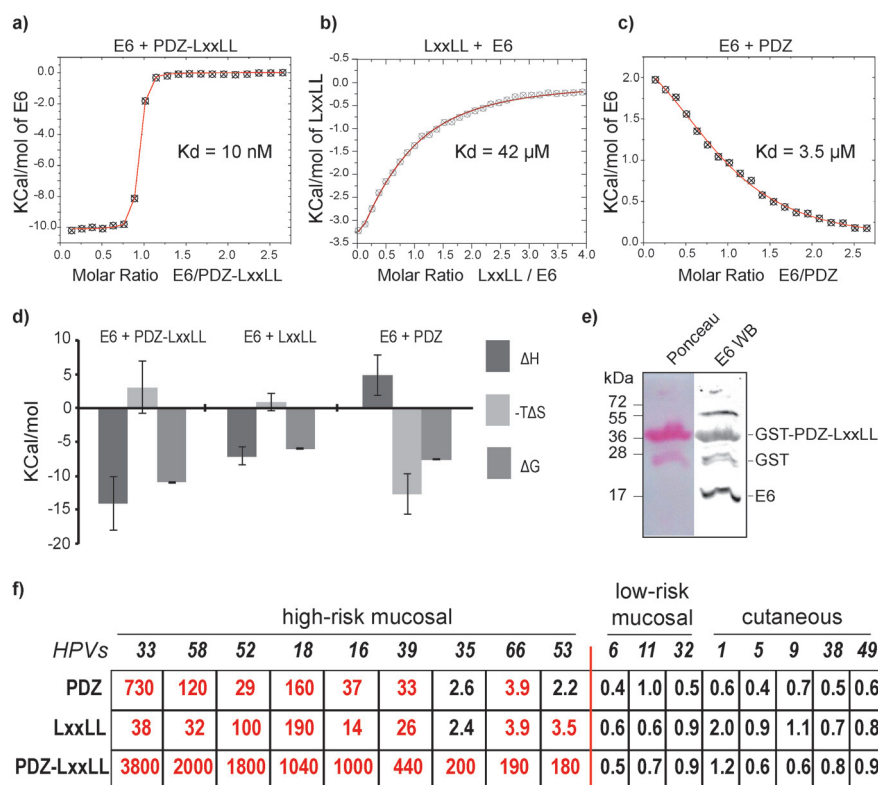 a) b) c)
E6 + PDZ-LxxLL
LxxLL + E6
E6 + PDZ
KCal/mol of E6
0.0
-2.0
-4.0
-6.0
-8.0
-10.0
Kd = 10 nM
0.0 0.5 1.0 1.5 2.0 2.5
Molar Ratio E6/PDZ-LxxLL
KCal/mol of LxxLL
-0.5
0.0
-0.5
-1.0
-1.5
-2.0
-2.5
-3.0
-3.5
Kd = 42 µM
0.0 0.5 1.0 1.5 2.0 2.5 3.0 3.5 4.0
Molar Ratio LxxLL / E6
KCal/mol of E6
2.0
1.5
1.0
0.5
0.0
Kd = 3.5 µM
0.0 0.5 1.0 1.5 2.0 2.5
Molar Ratio E6/PDZ
d)
KCal/mol
10
5
0
-5
-10
-15
-20
E6 + PDZ-LxxLL E6 + LxxLL E6 + PDZ
ΔH
-TΔS
ΔG
e)
Ponceau
E6 WB
kDa
72
55
36
28
17
GST-PDZ-LxxLL
GST
E6
f)
high-risk mucosal
low-risk
mucosal
cutaneous
HPVs 33 58 52 18 16 39 35 66 53 6 11 32 1 5 9 38 49
PDZ 730 120 29 160 37 33 2.6 3.9 2.2 0.4 1.0 0.5 0.6 0.4 0.7 0.5 0.6
LxxLL 38 32 100 190 14 26 2.4 3.9 3.5 0.6 0.6 0.9 2.0 0.9 1.1 0.7 0.8
PDZ-LxxLL 3800 2000 1800 1040 1000 440 200 190 180 0.5 0.7 0.9 1.2 0.6 0.6 0.8 0.9